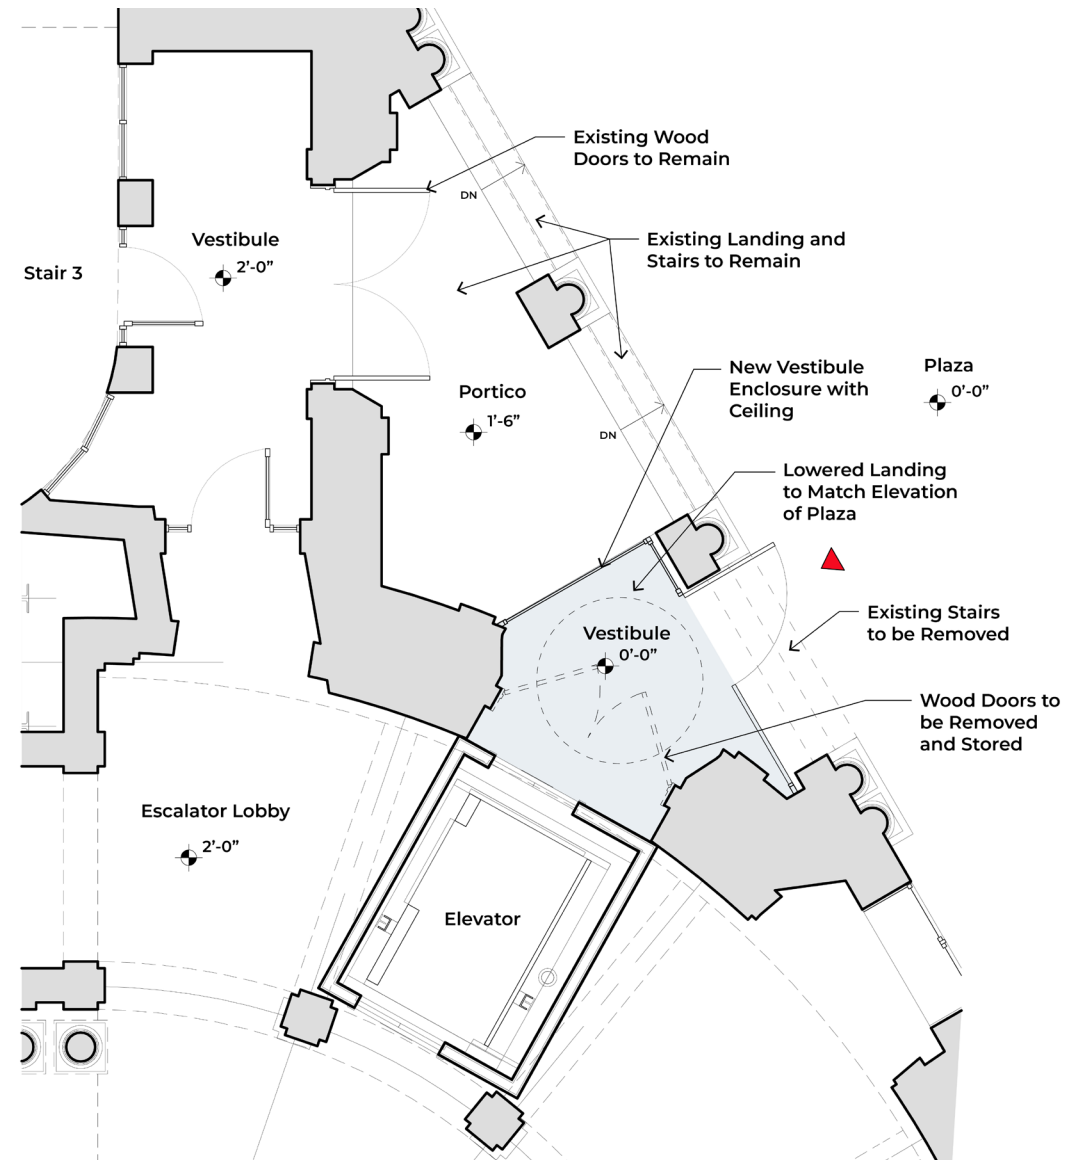 Existing Wood
Doors to Remain
DN
Vestibule
2’-0”
Existing Landing and
Stairs to Remain
Stair 3
New Vestibule
Enclosure with
Ceiling
Plaza
0’-0”
Portico
1’-6”
DN
Lowered Landing
to Match Elevation
of Plaza
Existing Stairs
to be Removed
Vestibule
0’-0”
Wood Doors to
be Removed
and Stored
Escalator Lobby
2’-0”
Elevator